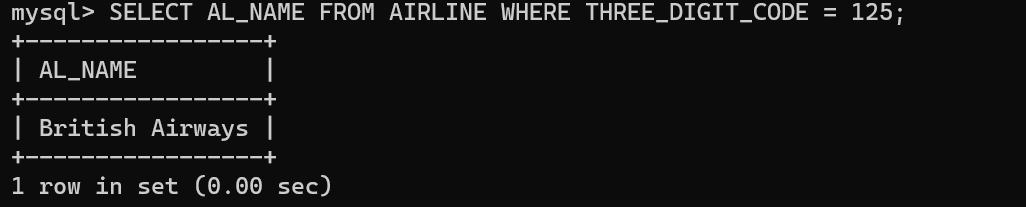 mysql> SELECT AL_NAME FROM AIRLINE WHERE THREE_DIGIT_CODE = 125;
+-----------------+
| AL_NAME         |
+-----------------+
| British Airways |
+-----------------+
1 row in set (0.00 sec)